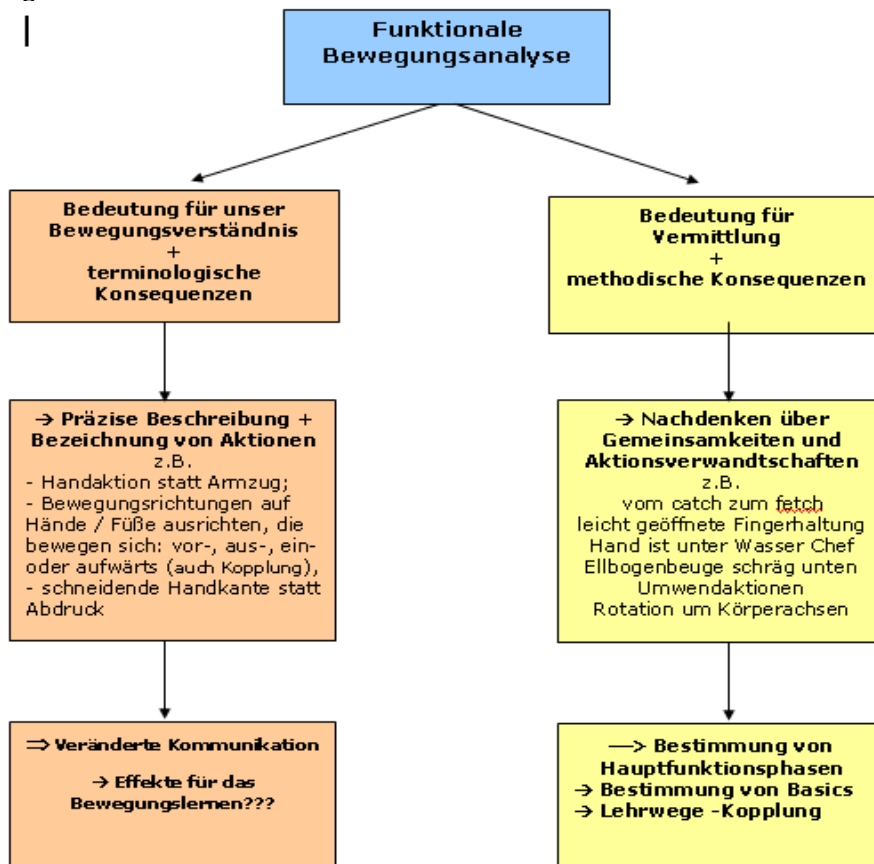 Funktionale
Bewegungsanalyse
Bedeutung für unser
Bewegungsverständnis
+
terminologische
Konsequenzen
Bedeutung für
Vermittlung
+
methodische Konsequenzen
→ Präzise Beschreibung +
Bezeichnung von Aktionen
z.B.
- Handaktion statt Armzug;
- Bewegungsrichtungen auf
Hände / Füße ausrichten, die
bewegen sich: vor-, aus-, ein-
oder aufwärts (auch Kopplung),
- schneidende Handkante statt
Abdruck
→ Nachdenken über
Gemeinsamkeiten und
Aktionsverwandtschaften
z.B.
vom catch zum fetch
leicht geöffnete Fingerhaltung
Hand ist unter Wasser Chef
Ellbogenbeuge schräg unten
Umwendaktionen
Rotation um Körperachsen
⇒ Veränderte Kommunikation
→ Effekte für das
Bewegungslernen???
—> Bestimmung von
Hauptfunktionsphasen
→ Bestimmung von Basics
→ Lehrwege -Kopplung